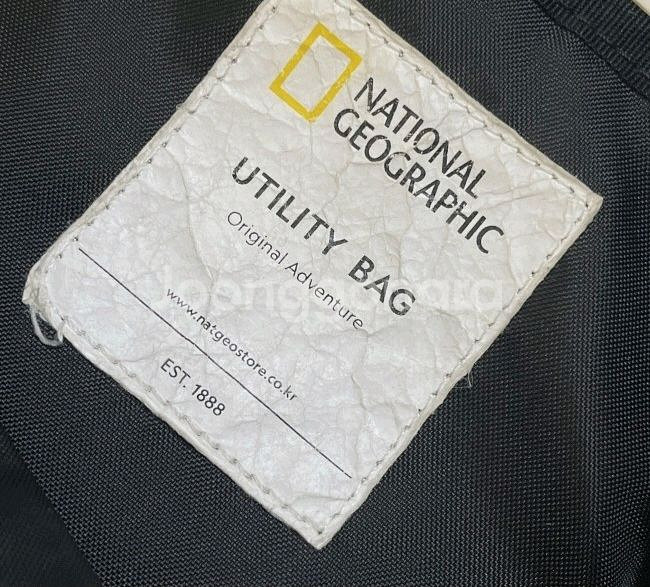 NATIONAL
GEOGRAPHIC
UTILITY BAG
Original Adventure
www.natgeostore.co.kr
EST. 1888